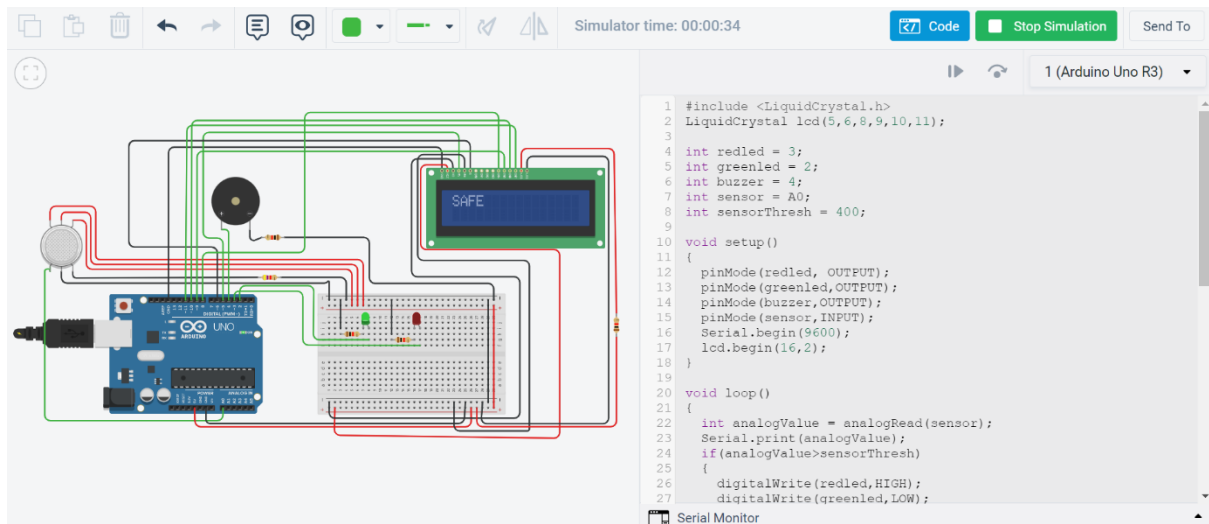 Simulator time: 00:00:34
Code
Stop Simulation
Send To
1 (Arduino Uno R3)
SAFE
DIGITAL (PWM~)
UNO
ARDUINO
1 #include <LiquidCrystal.h>
2 LiquidCrystal lcd(5,6,8,9,10,11);
3
4 int redled = 3;
5 int greenled = 2;
6 int buzzer = 4;
7 int sensor = A0;
8 int sensorThresh = 400;
9
10 void setup()
11 {
12 pinMode(redled, OUTPUT);
13 pinMode(greenled,OUTPUT);
14 pinMode(buzzer,OUTPUT);
15 pinMode(sensor,INPUT);
16 Serial.begin(9600);
17 lcd.begin(16,2);
18 }
19
20 void loop()
21 {
22 int analogValue = analogRead(sensor);
23 Serial.print(analogValue);
24 if(analogValue>sensorThresh)
25 {
26 digitalWrite(redled,HIGH);
27 digitalWrite(greenled,LOW);
Serial Monitor